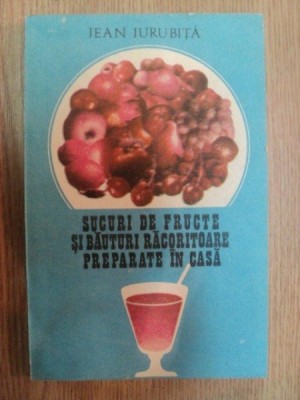 JEAN IURUBIȚĂ
SUCURI DE FRUCTE
ȘI BĂUTURI RĂCORITOARE
PREPARATE ÎN CASĂ